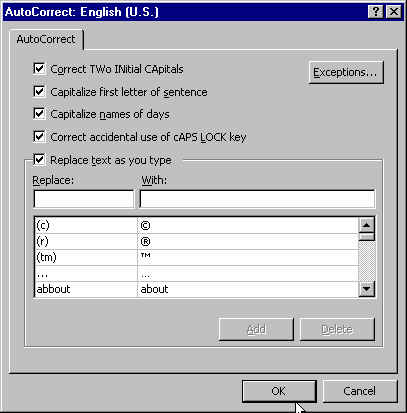 AutoCorrect: English (U.S.)
AutoCorrect
Correct TWo INitial CApitals
Exceptions...
Capitalize first letter of sentence
Capitalize names of days
Correct accidental use of cAPS LOCK key
Replace text as you type
Replace: With:
(c) ©
(r) ®
(tm) ™
... …
abbout about
Add Delete
OK Cancel